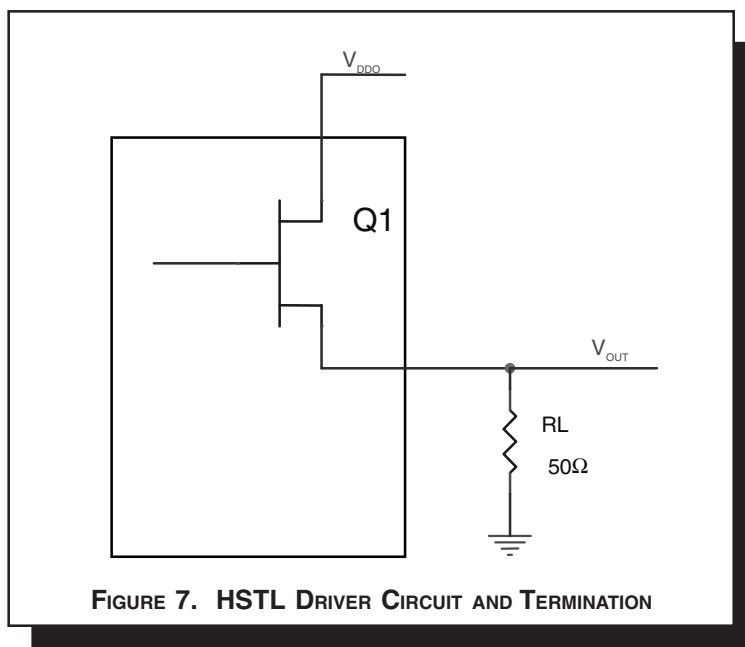 VDDO
Q1
VOUT
RL
50Ω
FIGURE 7. HSTL DRIVER CIRCUIT AND TERMINATION